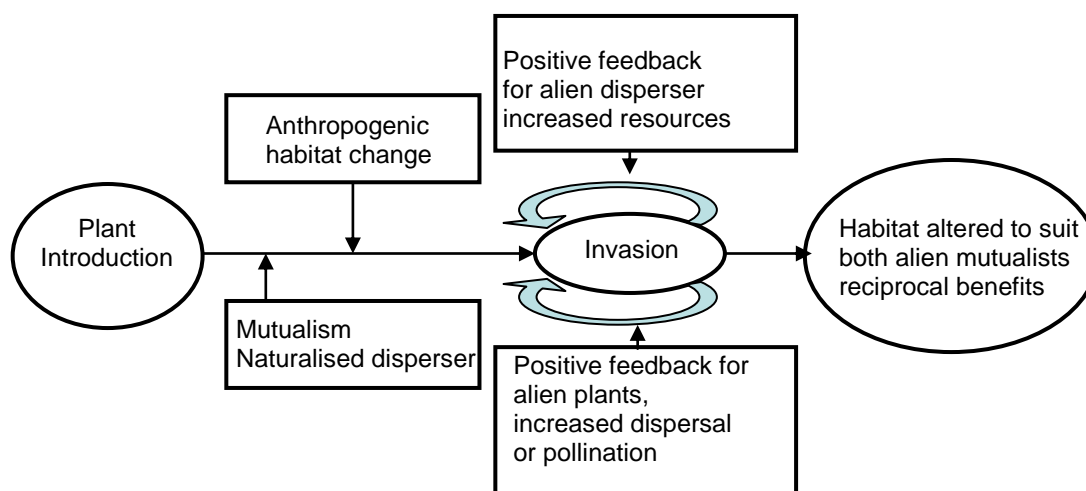 Positive feedback
for alien disperser
increased resources
Anthropogenic
habitat change
Plant
Introduction
Invasion
Habitat altered to suit
both alien mutualists
reciprocal benefits
Mutualism
Naturalised disperser
Positive feedback for
alien plants,
increased dispersal
or pollination